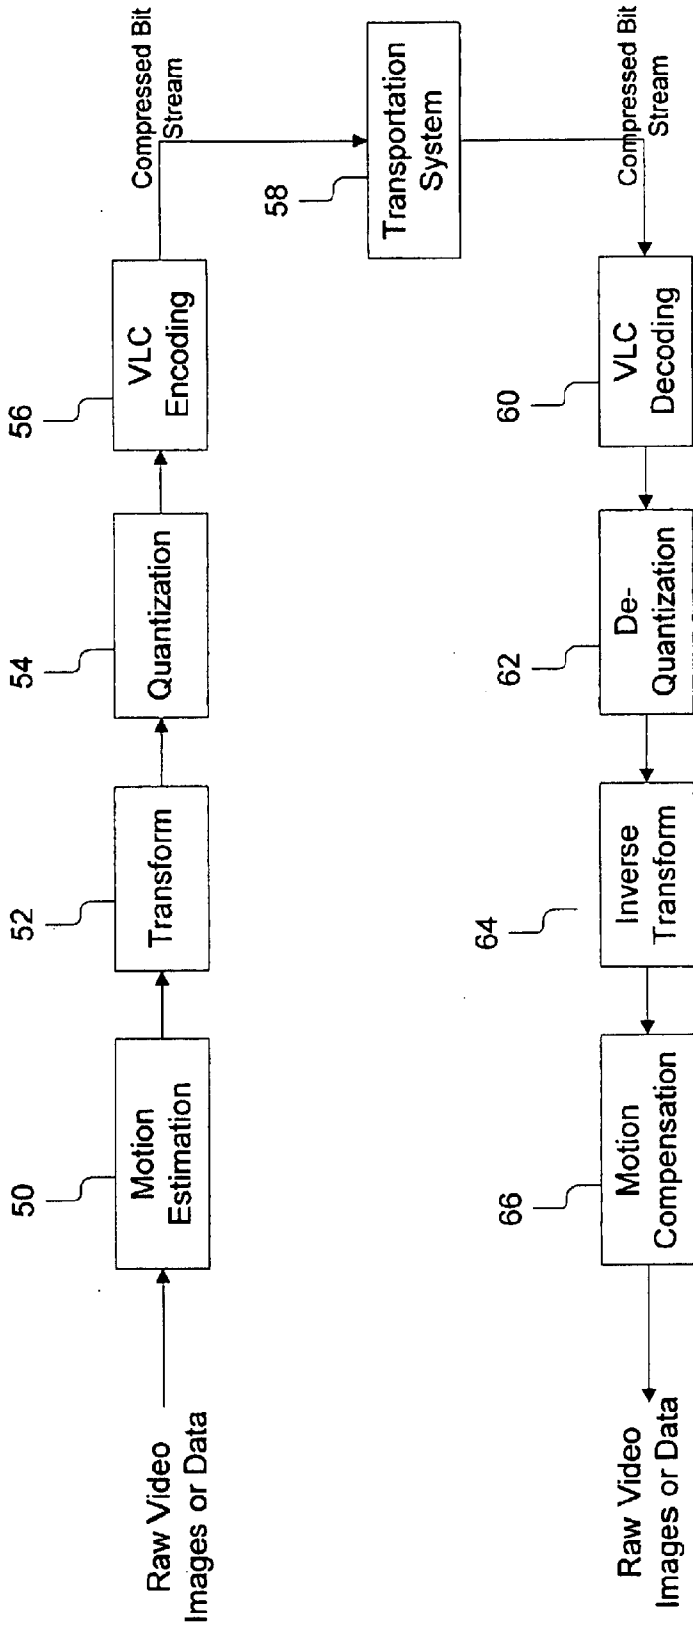 Raw Video
Images or Data
50
Motion
Estimation
52
Transform
54
Quantization
56
VLC
Encoding
Compressed Bit
Stream
58
Transportation
System
Compressed Bit
Stream
60
VLC
Decoding
62
De-
Quantization
64
Inverse
Transform
66
Motion
Compensation
Raw Video
Images or Data